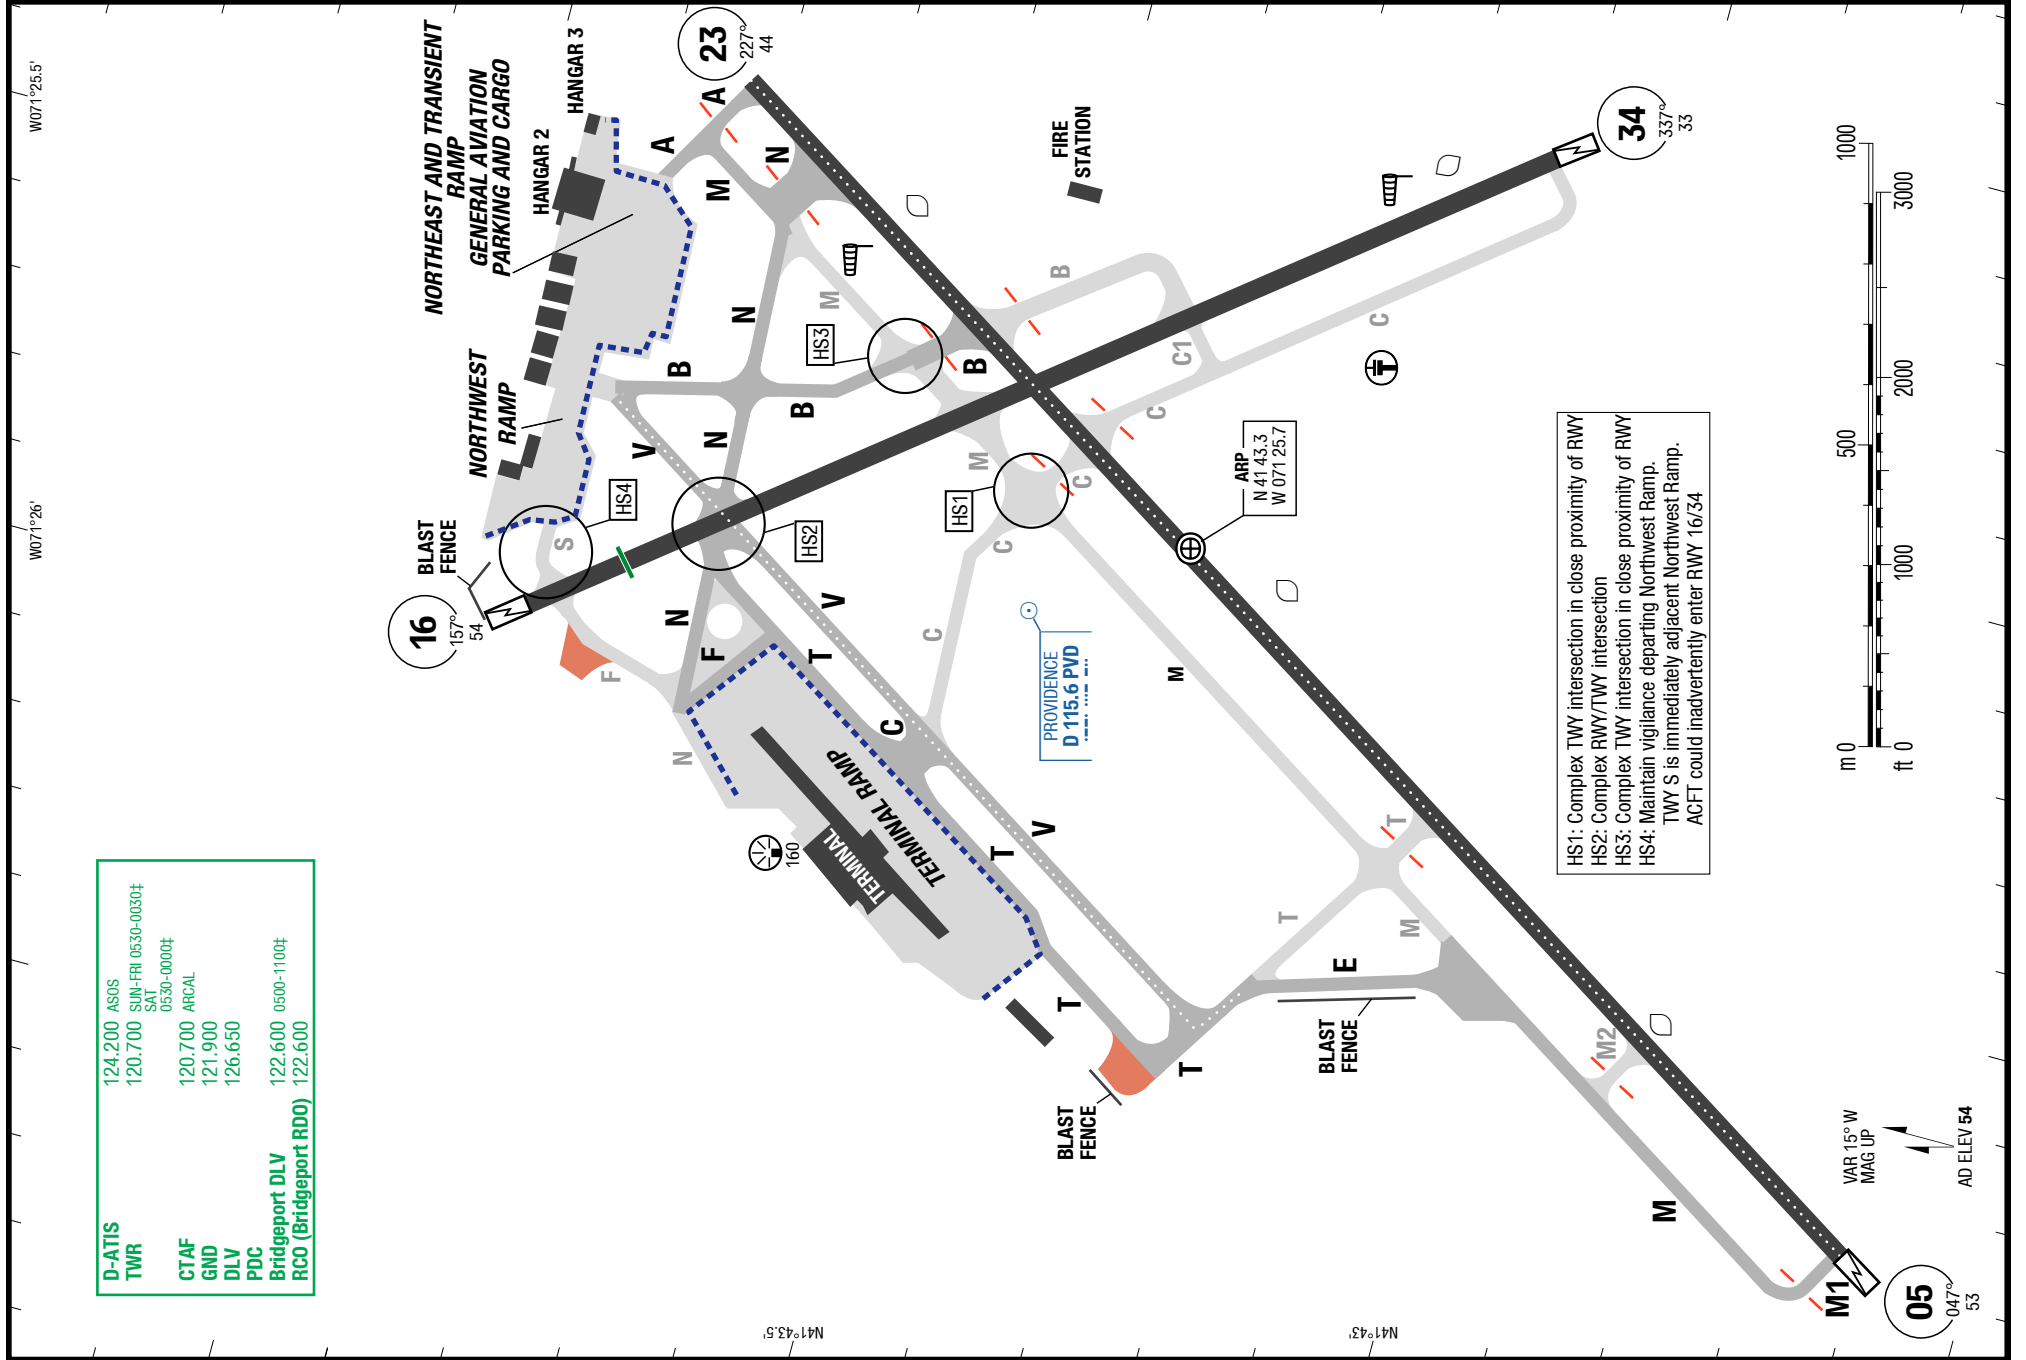 D-ATIS 124.200 ASOS
TWR 120.700 SUN-FRI 0530-0030‡
SAT
0530-0000‡
CTAF 120.700 ARCAL
GND 121.900
DLV 126.650
PDC
Bridgeport DLV 122.600 0500-1100‡
RCO (Bridgeport RDO) 122.600
W071°25.5'
W071°26'
N41°43.5'
N41°43'
NORTHEAST AND TRANSIENT
RAMP
GENERAL AVIATION
PARKING AND CARGO
HANGAR 3
HANGAR 2
NORTHWEST
RAMP
BLAST
FENCE
16
157°
54
23
227°
44
34
337°
33
05
047°
53
FIRE
STATION
HS4
HS2
HS3
HS1
A
A
M
N
N
M
B
B
B
B
N
V
N
S
F
N
F
N
T
V
C
C
C
C
C
C
C1
M
M
V
T
T
T
T
T
E
M
M2
M
M1
TERMINAL
TERMINAL RAMP
160
PROVIDENCE
D 115.6 PVD
ARP
N 41 43.3
W 071 25.7
BLAST
FENCE
BLAST
FENCE
HS1: Complex TWY intersection in close proximity of RWY
HS2: Complex RWY/TWY intersection
HS3: Complex TWY intersection in close proximity of RWY
HS4: Maintain vigilance departing Northwest Ramp.
TWY S is immediately adjacent Northwest Ramp.
ACFT could inadvertently enter RWY 16/34
m 0 500 1000
ft 0 1000 2000 3000
VAR 15° W
MAG UP
AD ELEV 54